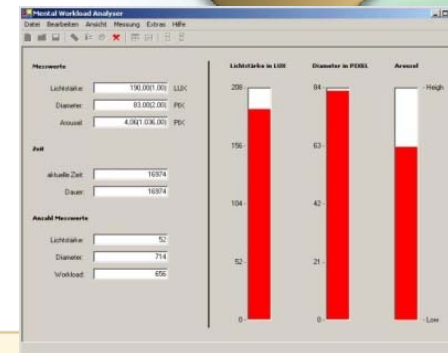 Mental Workload Analyser
Datei Bearbeiten Ansicht Messung Extras Hilfe
Messwerte
Lichtstärke: 190,00(1,00) LUX
Diameter: 83,00(2,00) PIX
Arousal: 4,06(1.036,00) PIX
Zeit
aktuelle Zeit: 16974
Dauer: 16974
Anzahl Messwerte
Lichtstärke: 52
Diameter: 714
Workload: 656
Lichtstärke in LUX
208 -
156 -
104 -
52 -
0 -
Diameter in PIXEL
84 -
63 -
42 -
21 -
0 -
Arousal
- Heigh
- Low